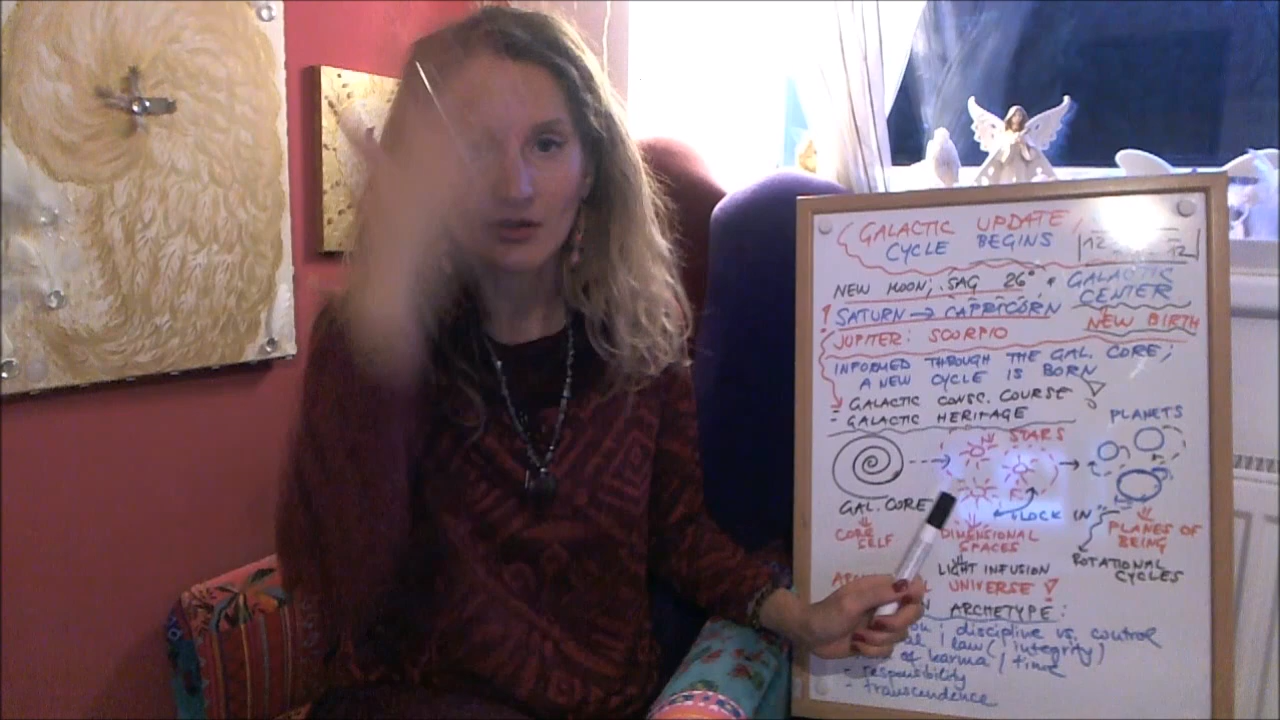 GALACTIC UPDATE,
CYCLE BEGINS
12 12
NEW MOON; SAG 26° + GALACTIC CENTER
! SATURN → CAPRICORN
NEW BIRTH
JUPITER: SCORPIO
INFORMED THROUGH THE GAL. CORE;
A NEW CYCLE IS BORN
- GALACTIC CONSC. COURSE
- GALACTIC HERITAGE
PLANETS
STARS
GAL. CORE
LOCK IN
CORE SELF
DIMENSIONAL SPACES
PLANES OF BEING
LIGHT INFUSION
ROTATIONAL CYCLES
UNIVERSE !
ARCHETYPE:
discipline vs. control
law (integrity)
of karma / time
- responsibility
- transcendence